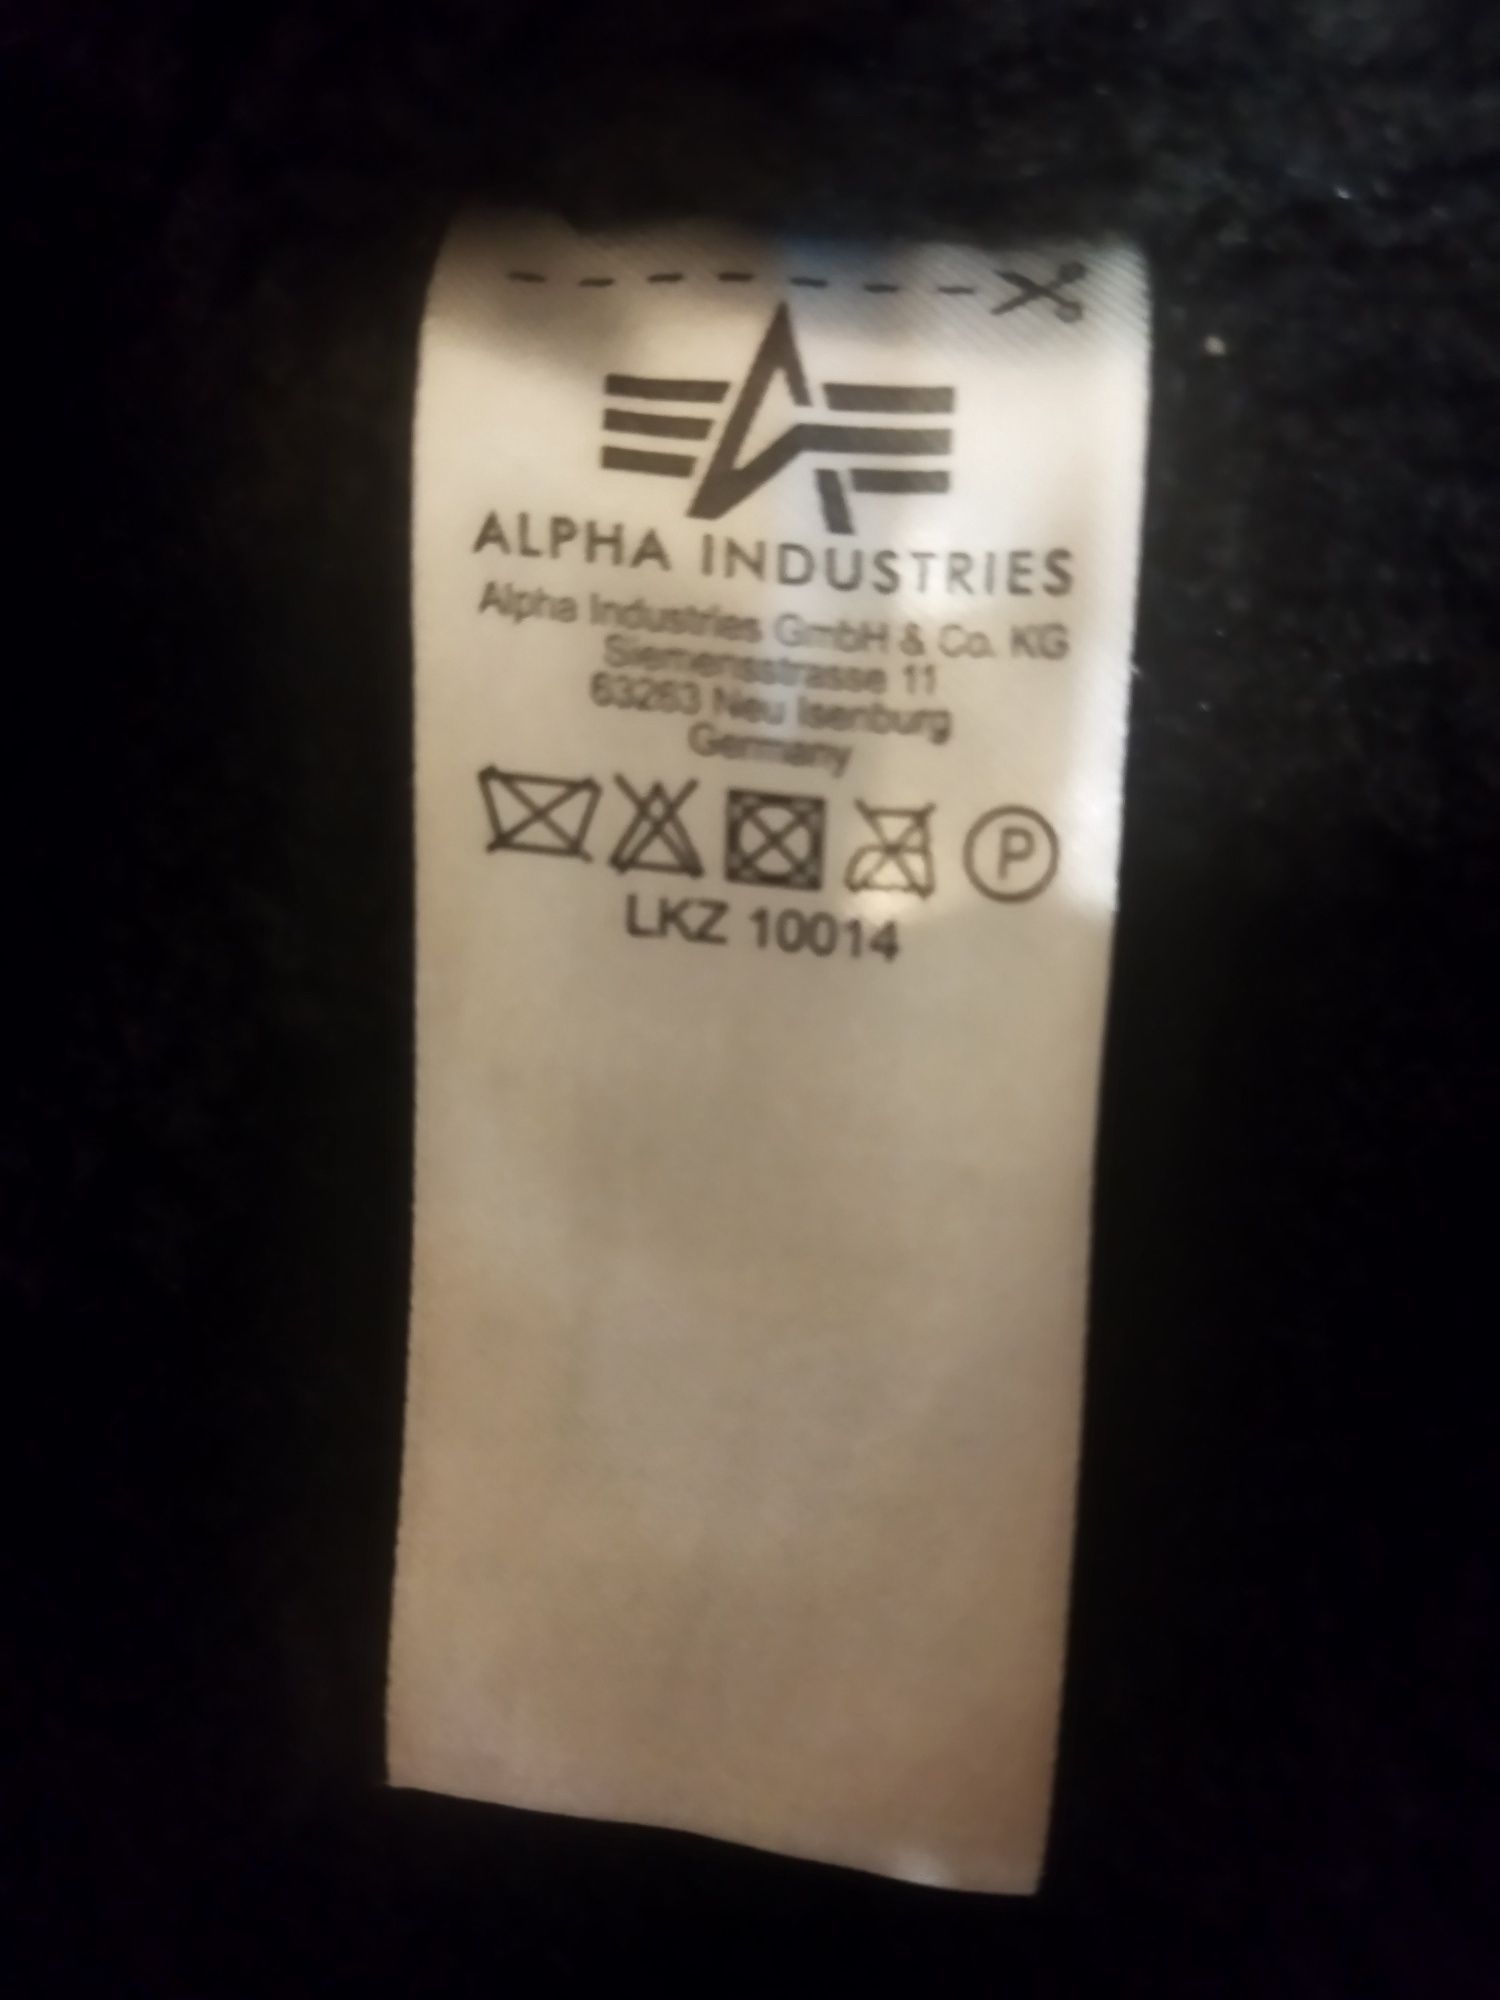 ALPHA INDUSTRIES
Alpha Industries GmbH & Co. KG
Siemensstrasse 11
63263 Neu Isenburg
Germany
P
LKZ 10014